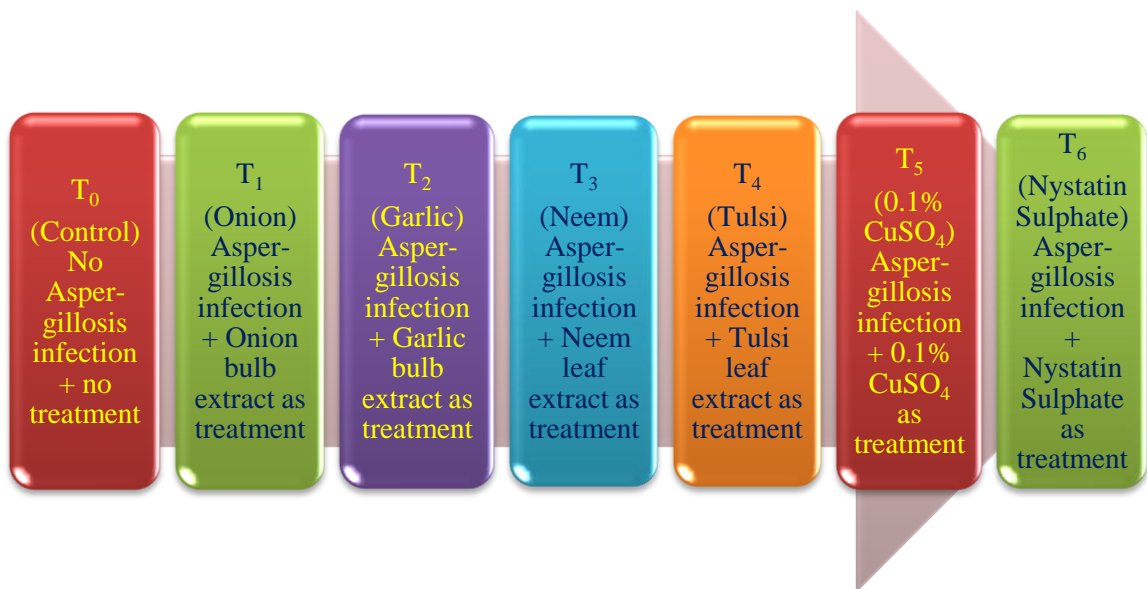 T₀
(Control)
No
Asper-
gillosis
infection
+ no
treatment
T₁
(Onion)
Asper-
gillosis
infection
+ Onion
bulb
extract as
treatment
T₂
(Garlic)
Asper-
gillosis
infection
+ Garlic
bulb
extract as
treatment
T₃
(Neem)
Asper-
gillosis
infection
+ Neem
leaf
extract as
treatment
T₄
(Tulsi)
Asper-
gillosis
infection
+ Tulsi
leaf
extract as
treatment
T₅
(0.1%
CuSO₄)
Asper-
gillosis
infection
+ 0.1%
CuSO₄
as
treatment
T₆
(Nystatin
Sulphate)
Asper-
gillosis
infection
+
Nystatin
Sulphate
as
treatment